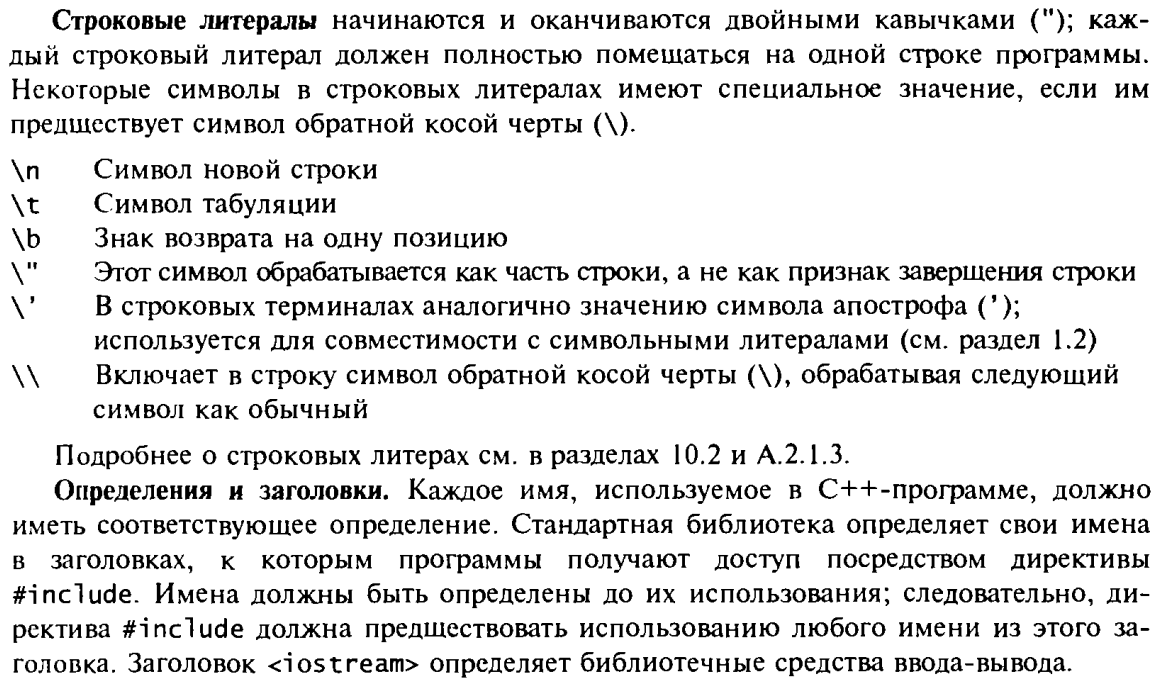 Строковые литералы начинаются и оканчиваются двойными кавычками ("); каж-
дый строковый литерал должен полностью помещаться на одной строке программы.
Некоторые символы в строковых литералах имеют специальное значение, если им
предшествует символ обратной косой черты (\).
\n Символ новой строки
\t Символ табуляции
\b Знак возврата на одну позицию
\" Этот символ обрабатывается как часть строки, а не как признак завершения строки
\' В строковых терминалах аналогично значению символа апострофа (');
используется для совместимости с символьными литералами (см. раздел 1.2)
\\ Включает в строку символ обратной косой черты (\), обрабатывая следующий
символ как обычный
Подробнее о строковых литерах см. в разделах 10.2 и А.2.1.3.
Определения и заголовки. Каждое имя, используемое в C++-программе, должно
иметь соответствующее определение. Стандартная библиотека определяет свои имена
в заголовках, к которым программы получают доступ посредством директивы
#include. Имена должны быть определены до их использования; следовательно, ди-
ректива #include должна предшествовать использованию любого имени из этого за-
головка. Заголовок <iostream> определяет библиотечные средства ввода-вывода.